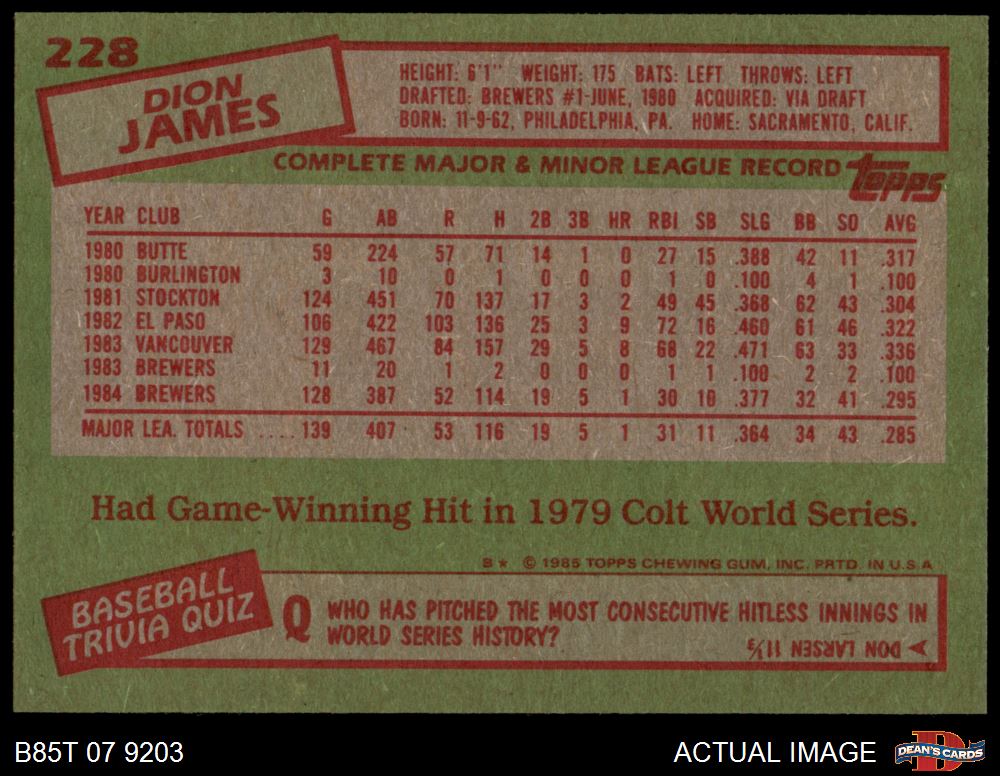 228
DION
JAMES
HEIGHT: 6'1" WEIGHT: 175 BATS: LEFT THROWS: LEFT
DRAFTED: BREWERS #1-JUNE, 1980 ACQUIRED: VIA DRAFT
BORN: 11-9-62, PHILADELPHIA, PA. HOME: SACRAMENTO, CALIF.
COMPLETE MAJOR & MINOR LEAGUE RECORD topps
YEAR CLUB G AB R H 2B 3B HR RBI SB SLG BB SO AVG
1980 BUTTE 59 224 57 71 14 1 0 27 15 .388 42 11 .317
1980 BURLINGTON 3 10 0 1 0 0 0 1 0 .100 4 1 .100
1981 STOCKTON 124 451 70 137 17 3 2 49 45 .368 62 43 .304
1982 EL PASO 106 422 103 136 25 3 9 72 16 .460 61 46 .322
1983 VANCOUVER 129 467 84 157 29 5 8 68 22 .471 63 33 .336
1983 BREWERS 11 20 1 2 0 0 0 1 1 .100 2 2 .100
1984 BREWERS 128 387 52 114 19 5 1 30 10 .377 32 41 .295
MAJOR LEA. TOTALS .... 139 407 53 116 19 5 1 31 11 .364 34 43 .285
Had Game-Winning Hit in 1979 Colt World Series.
B* © 1985 TOPPS CHEWING GUM, INC. PRTD. IN U.S.A
BASEBALL
TRIVIA QUIZ
Q WHO HAS PITCHED THE MOST CONSECUTIVE HITLESS INNINGS IN
WORLD SERIES HISTORY?
DON LARSEN 11⅓
B85T 07 9203
ACTUAL IMAGE
DEAN'S CARDS